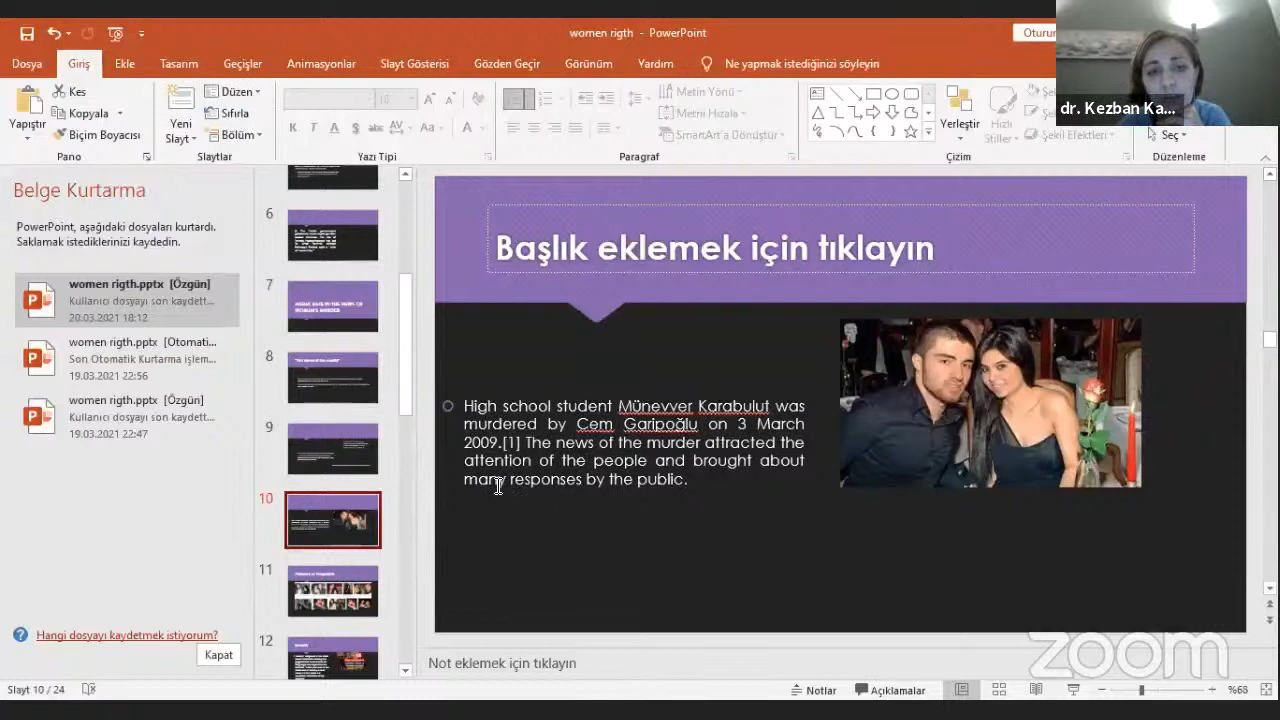 women rigth - PowerPoint
Oturum
Dosya
Giriş
Ekle
Tasarım
Geçişler
Animasyonlar
Slayt Gösterisi
Gözden Geçir
Görünüm
Yardım
Ne yapmak istediğinizi söyleyin
dr. Kezban Ka...
Yapıştır
Kes
Kopyala
Biçim Boyacısı
Pano
Yeni
Slayt
Düzen
Sıfırla
Bölüm
Slaytlar
10
K T A S abc AV Aa A
Yazı Tipi
Metin Yönü
Metni Hizala
SmartArt'a Dönüştür
Paragraf
Yerleştir
Hızlı
Stiller
Şekil Efektleri
Çizim
Seç
Düzenleme
Belge Kurtarma
PowerPoint, aşağıdaki dosyaları kurtardı.
Saklamak istediklerinizi kaydedin.
women rigth.pptx [Özgün]
Kullanıcı dosyayı son kaydett...
20.03.2021 18:12
women rigth.pptx [Otomati...
Son Otomatik Kurtarma işlem...
19.03.2021 22:56
women rigth.pptx [Özgün]
Kullanıcı dosyayı son kaydett...
19.03.2021 22:47
Hangi dosyayı kaydetmek istiyorum?
Kapat
6
7
8
9
10
11
12
Başlık eklemek için tıklayın
High school student Münevver Karabulut was
murdered by Cem Garipoğlu on 3 March
2009.[1] The news of the murder attracted the
attention of the people and brought about
many responses by the public.
Not eklemek için tıklayın
zoom
Slayt 10 / 24
Notlar
Açıklamalar
%68